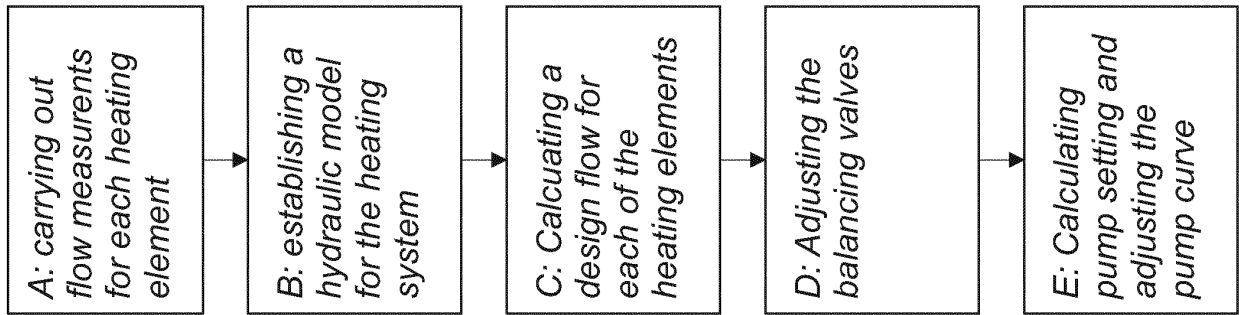 A: carrying out
flow measurents
for each heating
element
B: establishing a
hydraulic model
for the heating
system
C: Calcuating a
design flow for
each of the
heating elements
D: Adjusting the
balancing valves
E: Calculating
pump setting and
adjusting the
pump curve